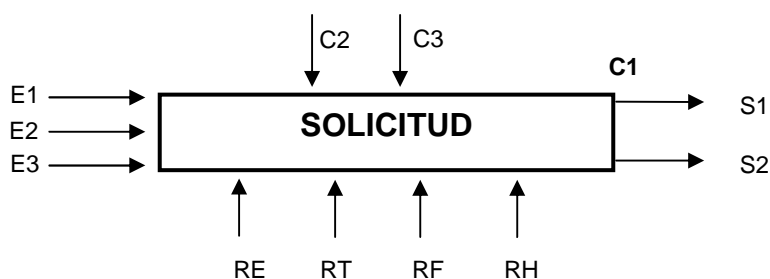 C2 C3
C1
E1 S1
SOLICITUD
E2
E3 S2
RE RT RF RH